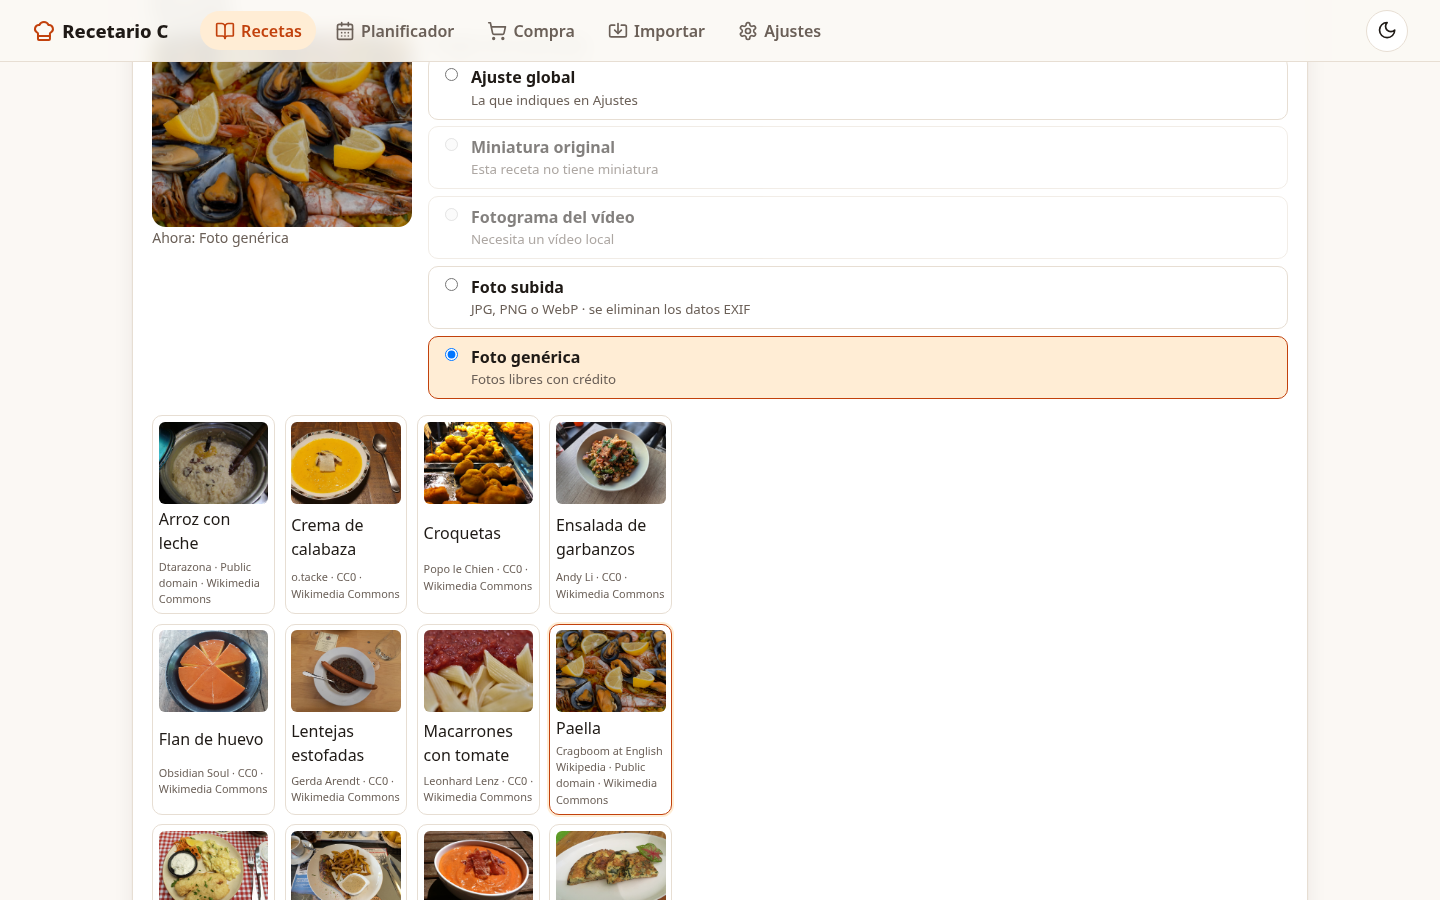 Recetario C
Recetas
Planificador
Compra
Importar
Ajustes
Ajuste global
La que indiques en Ajustes
Miniatura original
Esta receta no tiene miniatura
Fotograma del vídeo
Necesita un vídeo local
Ahora: Foto genérica
Foto subida
JPG, PNG o WebP · se eliminan los datos EXIF
Foto genérica
Fotos libres con crédito
Arroz con
leche
Dtarazona · Public
domain · Wikimedia
Commons
Crema de
calabaza
o.tacke · CC0 ·
Wikimedia Commons
Croquetas
Popo le Chien · CC0 ·
Wikimedia Commons
Ensalada de
garbanzos
Andy Li · CC0 ·
Wikimedia Commons
Flan de huevo
Obsidian Soul · CC0 ·
Wikimedia Commons
Lentejas
estofadas
Gerda Arendt · CC0 ·
Wikimedia Commons
Macarrones
con tomate
Leonhard Lenz · CC0 ·
Wikimedia Commons
Paella
Cragboom at English
Wikipedia · Public
domain · Wikimedia
Commons